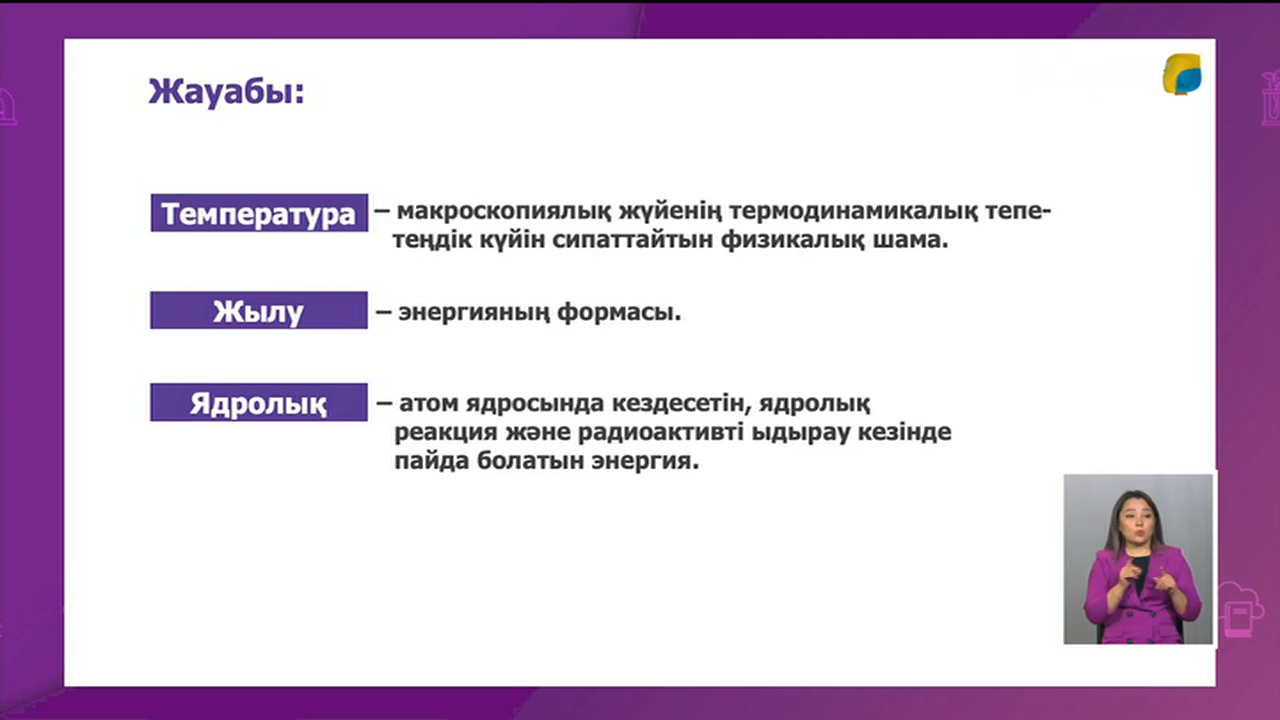 Жауабы:
Температура – макроскопиялық жүйенің термодинамикалық тепе-
теңдік күйін сипаттайтын физикалық шама.
Жылу – энергияның формасы.
Ядролық – атом ядросында кездесетін, ядролық
реакция және радиоактивті ыдырау кезінде
пайда болатын энергия.